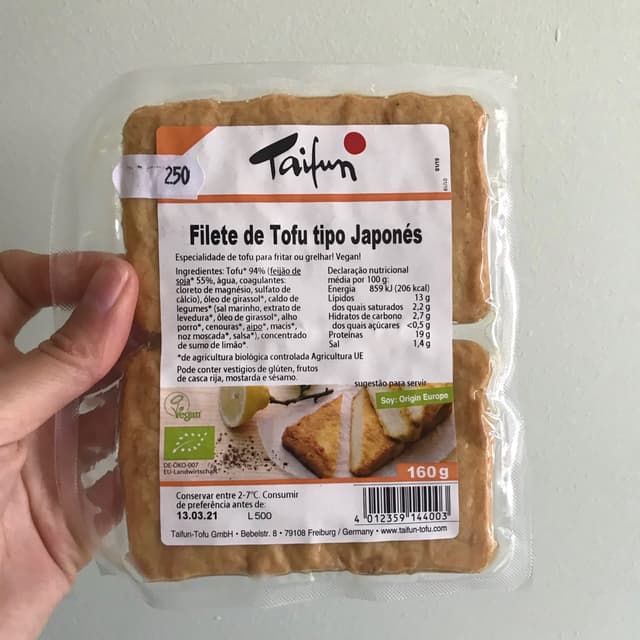 250
Taifun
Filete de Tofu tipo Japonés
Especialidade de tofu para fritar ou grelhar! Vegan!
Ingredientes: Tofu* 94% (feijão de
soja* 55%, água, coagulantes:
cloreto de magnésio, sulfato de
cálcio), óleo de girassol*, caldo de
legumes* (sal marinho, extrato de
levedura*, óleo de girassol*, alho
porro*, cenouras*, aipo*, macis*,
noz moscada*, salsa*), concentrado
de sumo de limão*.
*de agricultura biológica controlada Agricultura UE
Pode conter vestígios de glúten, frutos
de casca rija, mostarda e sésamo.
Declaração nutricional
média por 100 g:
Energia 859 kJ (206 kcal)
Lípidos 13 g
dos quais saturados 2,2 g
Hidratos de carbono 2,7 g
dos quais açúcares <0,5 g
Proteínas 19 g
Sal 1,4 g
sugestão para servir
Soy: Origin Europe
Vegan
DE-ÖKO-007
EU-Landwirtschaft
160 g
Conservar entre 2-7°C. Consumir
de preferência antes de:
13.03.21 L500
4 012359 144003
Taifun-Tofu GmbH • Bebelstr. 8 • 79108 Freiburg / Germany • www.taifun-tofu.com